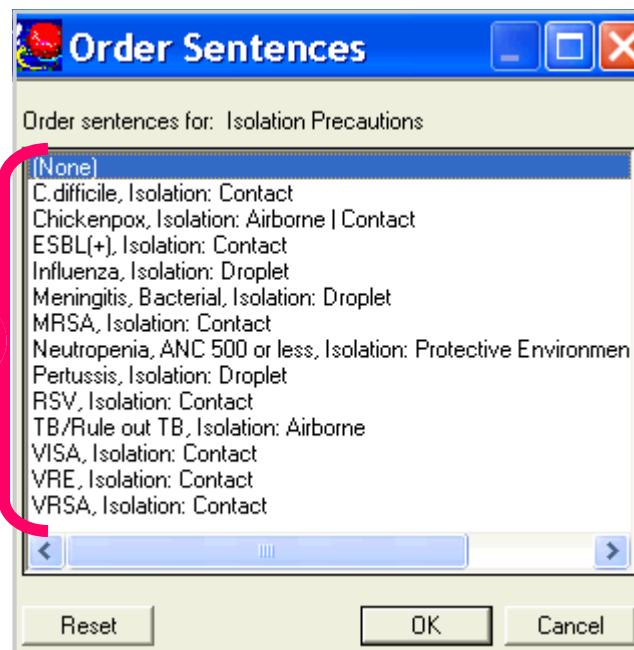 Order Sentences
Order sentences for: Isolation Precautions
(None)
C.difficile, Isolation: Contact
Chickenpox, Isolation: Airborne | Contact
ESBL(+), Isolation: Contact
Influenza, Isolation: Droplet
Meningitis, Bacterial, Isolation: Droplet
MRSA, Isolation: Contact
Neutropenia, ANC 500 or less, Isolation: Protective Environmen
Pertussis, Isolation: Droplet
RSV, Isolation: Contact
TB/Rule out TB, Isolation: Airborne
VISA, Isolation: Contact
VRE, Isolation: Contact
VRSA, Isolation: Contact
Reset OK Cancel